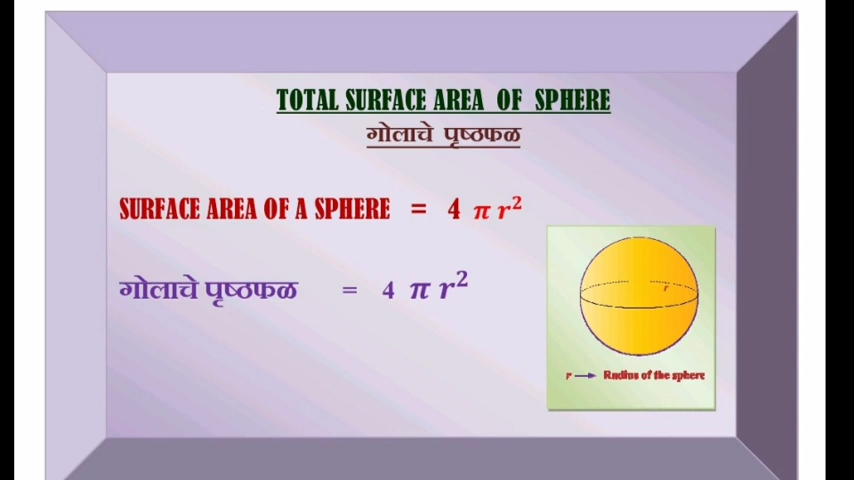 TOTAL SURFACE AREA OF SPHERE
गोलाचे पृष्ठफळ
SURFACE AREA OF A SPHERE = 4 π r²
गोलाचे पृष्ठफळ = 4 π r²
r
r → Radius of the sphere